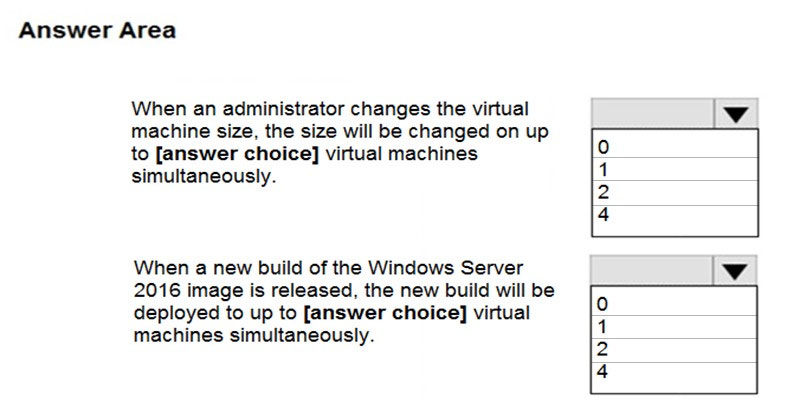 Answer Area
When an administrator changes the virtual
machine size, the size will be changed on up
to [answer choice] virtual machines
simultaneously.
0
1
2
4
When a new build of the Windows Server
2016 image is released, the new build will be
deployed to up to [answer choice] virtual
machines simultaneously.
0
1
2
4